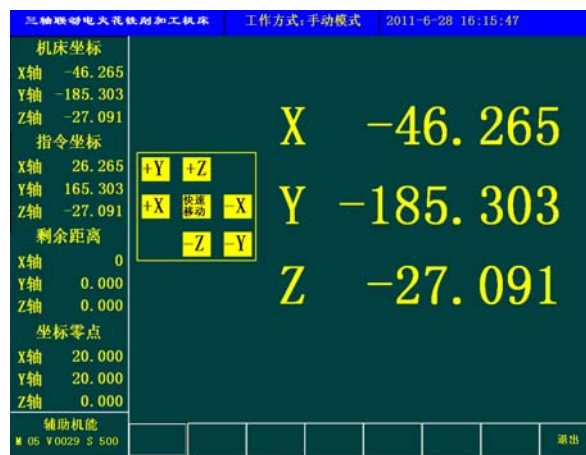 三轴联动电火花铣削加工机床 工作方式:手动模式 2011-6-28 16:15:47
机床坐标
X轴 -46.265
Y轴 -185.303
Z轴 -27.091
指令坐标
X轴 26.265
Y轴 165.303
Z轴 -27.091
剩余距离
X轴 0
Y轴 0.000
Z轴 0.000
坐标零点
X轴 20.000
Y轴 20.000
Z轴 0.000
辅助机能
M 05 V0029 S 500
+Y +Z
+X 快速移动 -X
-Z -Y
X -46.265
Y -185.303
Z -27.091
退出